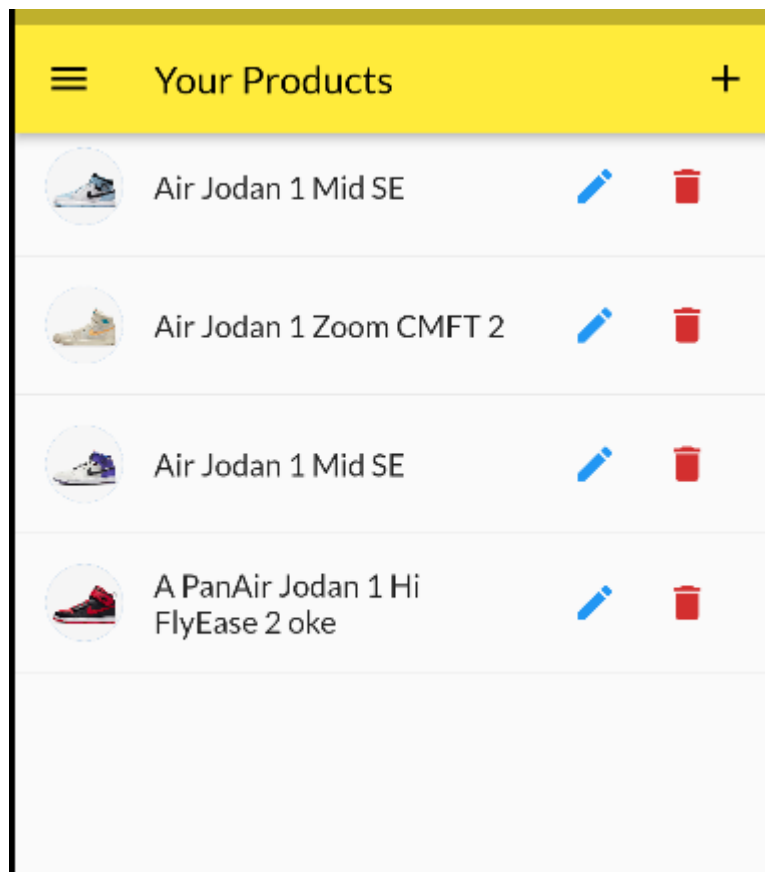 Your Products
Air Jodan 1 Mid SE
Air Jodan 1 Zoom CMFT 2
Air Jodan 1 Mid SE
A PanAir Jodan 1 Hi
FlyEase 2 oke